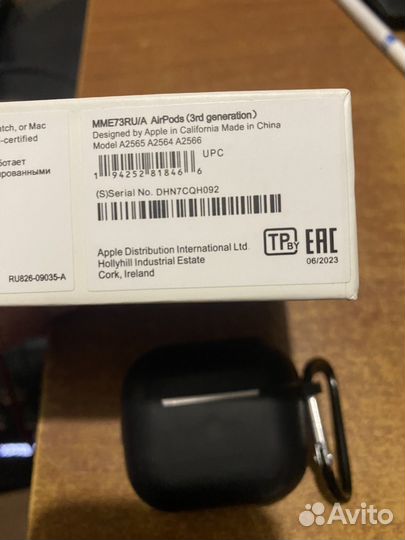 atch, or Mac
-certified
ботает
ированными
RU826-09035-A
MME73RU/A AirPods (3rd generation)
Designed by Apple in California Made in China
Model A2565 A2564 A2566
UPC
1 94252 81846 6
(S)Serial No. DHN7CQH092
Apple Distribution International Ltd.
Hollyhill Industrial Estate
Cork, Ireland
TP BY
EAC
06/2023
Avito